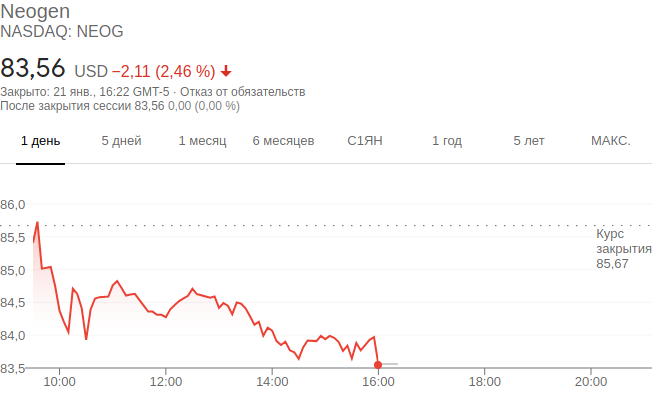 Neogen
NASDAQ: NEOG
83,56 USD −2,11 (2,46 %)
Закрыто: 21 янв., 16:22 GMT-5 · Отказ от обязательств
После закрытия сессии 83,56 0,00 (0,00 %)
1 день 5 дней 1 месяц 6 месяцев С1ЯН 1 год 5 лет МАКС.
86,0
85,5
85,0
84,5
84,0
83,5
Курс
закрытия
85,67
10:00 12:00 14:00 16:00 18:00 20:00